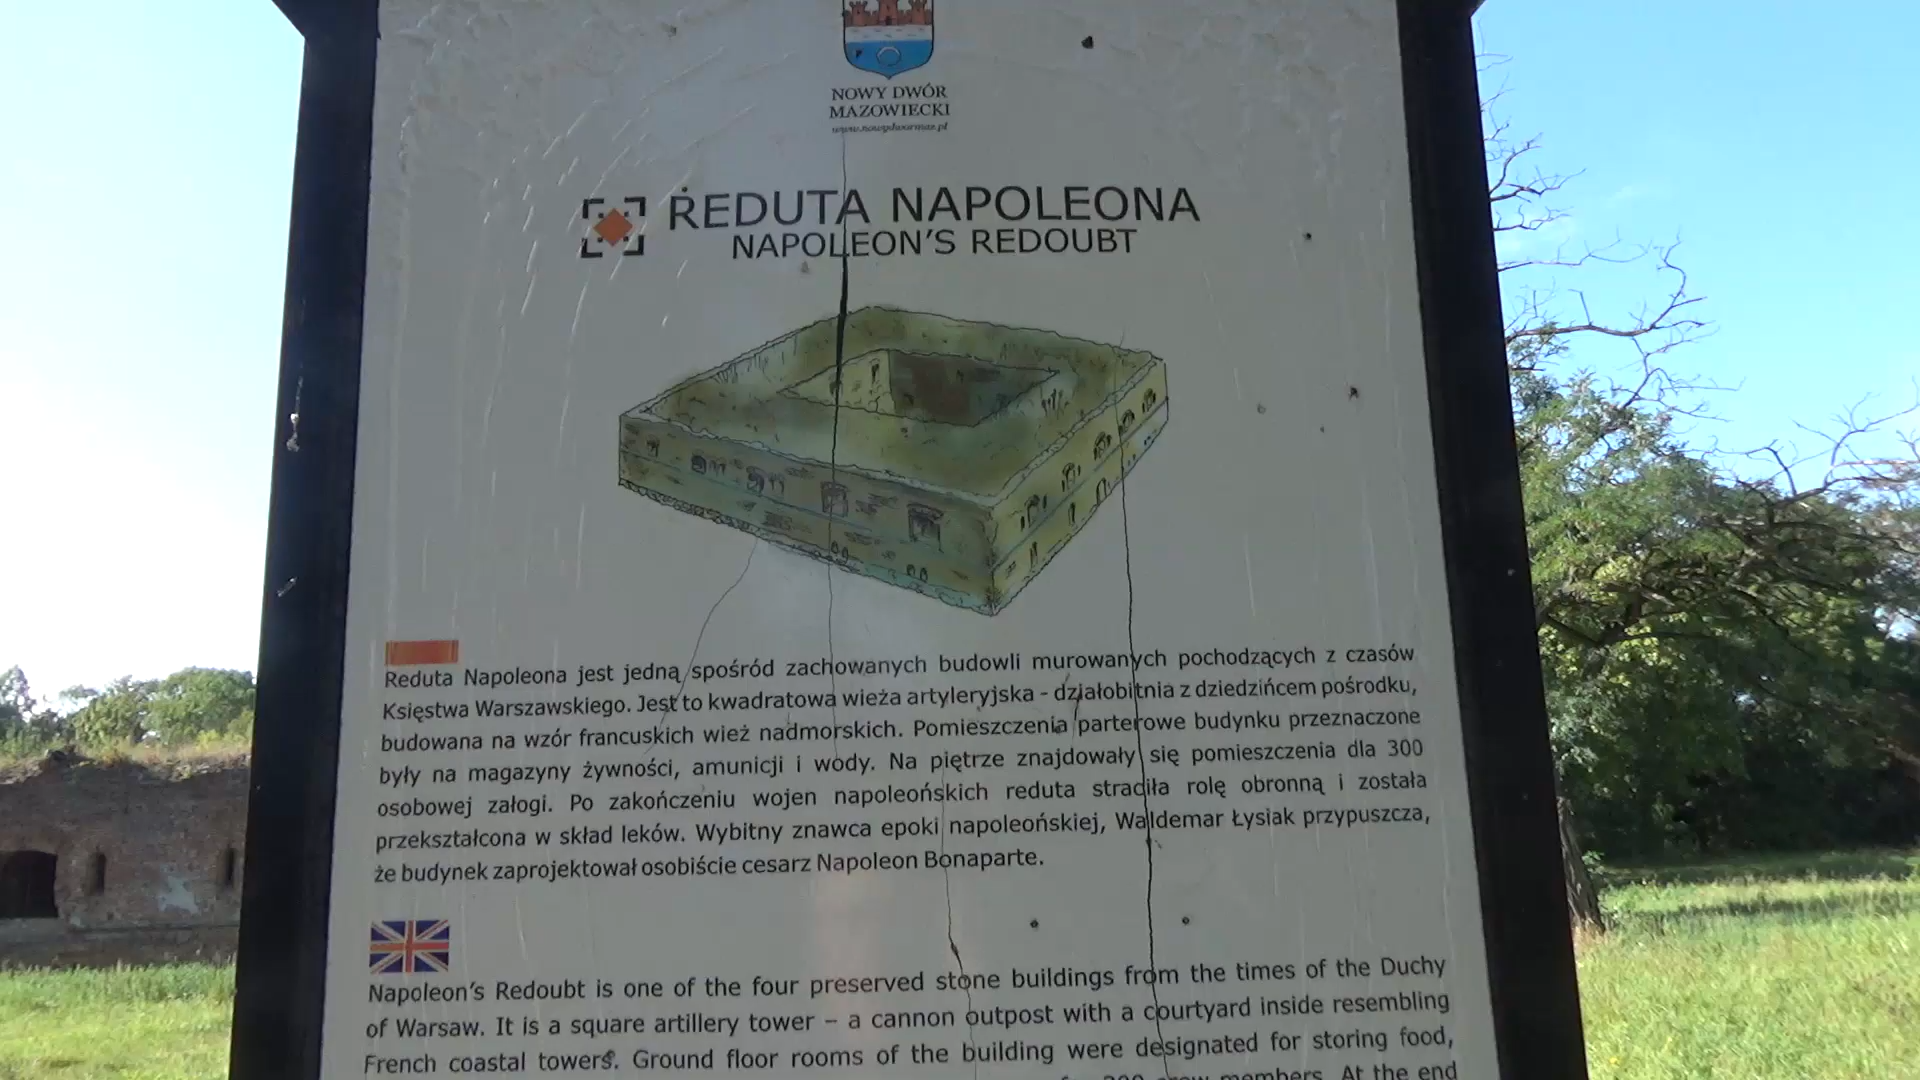 NOWY DWÓR
MAZOWIECKI
www.nowydwormaz.pl
REDUTA NAPOLEONA
NAPOLEON'S REDOUBT
Reduta Napoleona jest jedną spośród zachowanych budowli murowanych pochodzących z czasów
Księstwa Warszawskiego. Jest to kwadratowa wieża artyleryjska - działobitnia z dziedzińcem pośrodku,
budowana na wzór francuskich wież nadmorskich. Pomieszczenia parterowe budynku przeznaczone
były na magazyny żywności, amunicji i wody. Na piętrze znajdowały się pomieszczenia dla 300
osobowej załogi. Po zakończeniu wojen napoleońskich reduta straciła rolę obronną i została
przekształcona w skład leków. Wybitny znawca epoki napoleońskiej, Waldemar Łysiak przypuszcza,
że budynek zaprojektował osobiście cesarz Napoleon Bonaparte.
Napoleon's Redoubt is one of the four preserved stone buildings from the times of the Duchy
of Warsaw. It is a square artillery tower – a cannon outpost with a courtyard inside resembling
French coastal towers. Ground floor rooms of the building were designated for storing food,
300 crew members. At the end